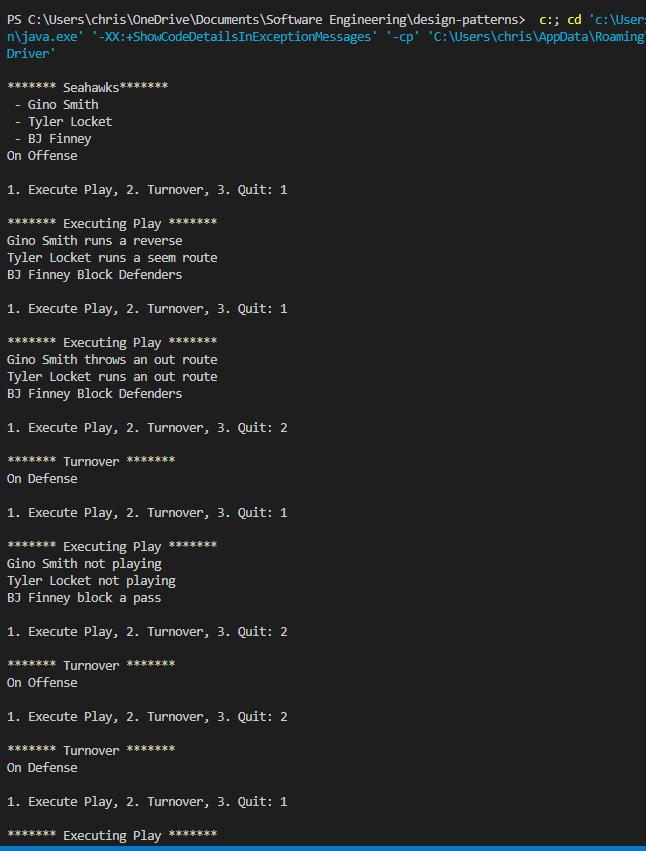 PS C:\Users\chris\OneDrive\Documents\Software Engineering\design-patterns>  c:; cd 'c:\User
n\java.exe' '-XX:+ShowCodeDetailsInExceptionMessages' '-cp' 'C:\Users\chris\AppData\Roaming
Driver'
******* Seahawks*******
- Gino Smith
- Tyler Locket
- BJ Finney
On Offense
1. Execute Play, 2. Turnover, 3. Quit: 1
******* Executing Play *******
Gino Smith runs a reverse
Tyler Locket runs a seem route
BJ Finney Block Defenders
1. Execute Play, 2. Turnover, 3. Quit: 1
******* Executing Play *******
Gino Smith throws an out route
Tyler Locket runs an out route
BJ Finney Block Defenders
1. Execute Play, 2. Turnover, 3. Quit: 2
******* Turnover *******
On Defense
1. Execute Play, 2. Turnover, 3. Quit: 1
******* Executing Play *******
Gino Smith not playing
Tyler Locket not playing
BJ Finney block a pass
1. Execute Play, 2. Turnover, 3. Quit: 2
******* Turnover *******
On Offense
1. Execute Play, 2. Turnover, 3. Quit: 2
******* Turnover *******
On Defense
1. Execute Play, 2. Turnover, 3. Quit: 1
******* Executing Play *******